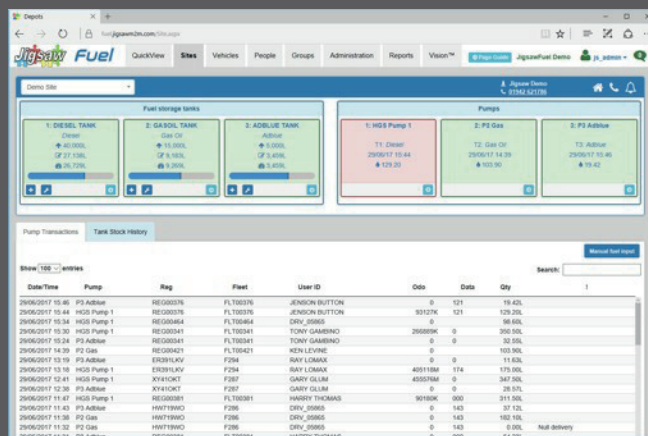 Depots
fuel.jigsawm2m.com/Site.aspx
Jigsaw Fuel QuickView Sites Vehicles People Groups Administration Reports Vision™ Page Guide JigsawFuel Demo js_admin
Demo Site Jigsaw Demo
01942 621786
Fuel storage tanks Pumps
1: DIESEL TANK 2: GASOIL TANK 3: ADBLUE TANK 1: HGS Pump 1 2: P2 Gas 3: P3 Adblue
Diesel Gas Oil Adblue
40,000L 15,000L 5,000L T1: Diesel T2: Gas Oil T3: Adblue
27,138L 9,183L 3,459L 29/06/17 15:44 29/06/17 14:39 29/06/17 15:46
26,729L 9,269L 3,459L 129.20 103.90 19.42
Pump Transactions Tank Stock History
Manual fuel input
Show 100 entries Search:
Date/Time Pump Reg Fleet User ID Odo Data Qty !
29/06/2017 15:46 P3 Adblue REG00376 FLT00376 JENSON BUTTON 0 121 19.42L
29/06/2017 15:44 HGS Pump 1 REG00376 FLT00376 JENSON BUTTON 93127K 121 129.20L
29/06/2017 15:34 HGS Pump 1 REG00464 FLT00464 DRV_05865 0 98.60L
29/06/2017 15:30 HGS Pump 1 REG00341 FLT00341 TONY GAMBINO 266889K 0 350.50L
29/06/2017 15:24 P3 Adblue REG00341 FLT00341 TONY GAMBINO 0 0 32.55L
29/06/2017 14:39 P2 Gas REG00421 FLT00421 KEN LEVINE 0 103.90L
29/06/2017 13:19 P3 Adblue ER391LKV F294 RAY LOMAX 0 0 11.63L
29/06/2017 13:18 HGS Pump 1 ER391LKV F294 RAY LOMAX 405118M 174 175.00L
29/06/2017 12:41 HGS Pump 1 XY41OKT F287 GARY GLUM 455576M 0 347.50L
29/06/2017 12:38 P3 Adblue XY41OKT F287 GARY GLUM 0 0 28.57L
29/06/2017 11:47 HGS Pump 1 REG00381 FLT00381 HARRY THOMAS 90180K 000 311.50L
29/06/2017 11:43 P3 Adblue HW719WO F286 DRV_05865 0 143 37.12L
29/06/2017 11:38 P2 Gas HW719WO F286 DRV_05865 0 143 182.10L
29/06/2017 11:32 P2 Gas HW719WO F286 DRV_05865 0 143 0.00L Null delivery